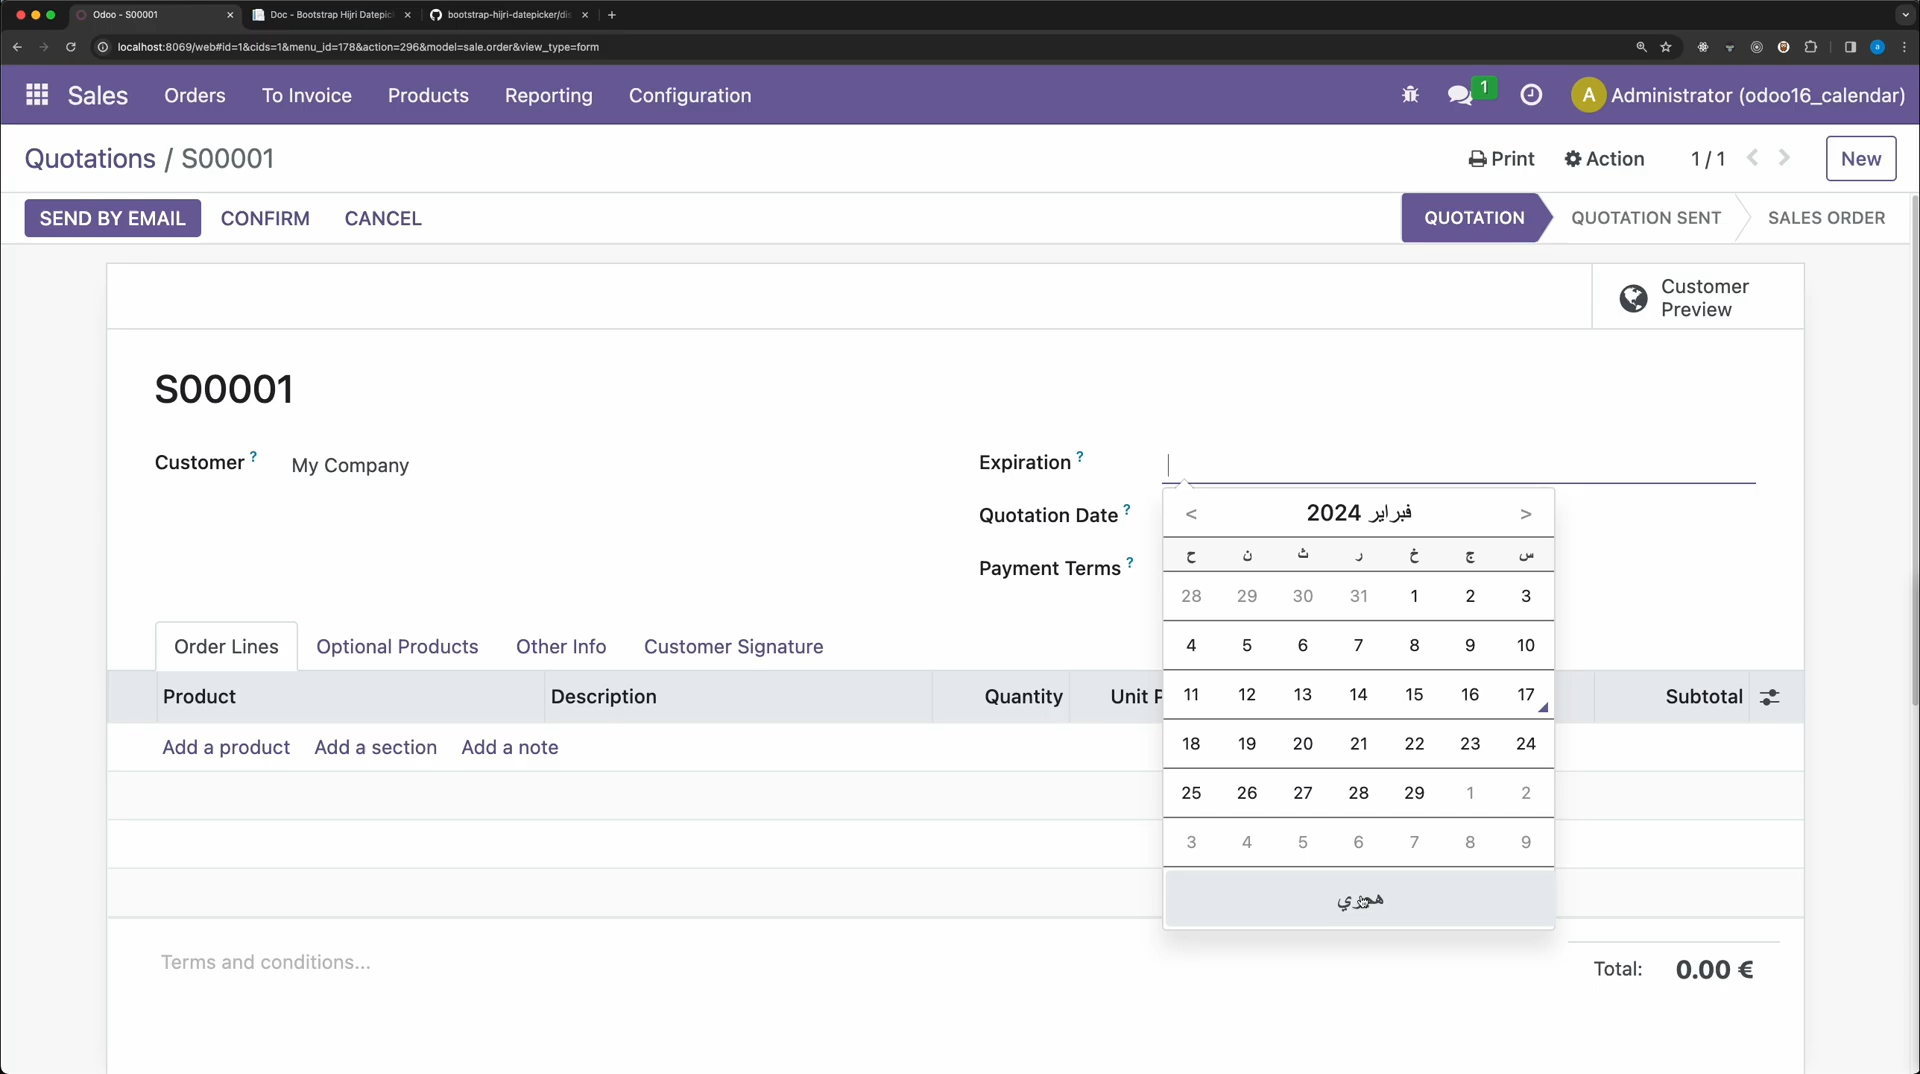 Odoo - S00001
Doc - Bootstrap Hijri Datepic
bootstrap-hijri-datepicker/di
localhost:8069/web#id=1&cids=1&menu_id=178&action=296&model=sale.order&view_type=form
Sales Orders To Invoice Products Reporting Configuration 1 A Administrator (odoo16_calendar)
Quotations / S00001 Print Action 1 / 1 New
SEND BY EMAIL CONFIRM CANCEL QUOTATION QUOTATION SENT SALES ORDER
Customer
Preview
S00001
Customer ? My Company
Expiration ?
Quotation Date ?
Payment Terms ?
< فبراير 2024 >
ح ن ث ر خ ج س
28 29 30 31 1 2 3
4 5 6 7 8 9 10
11 12 13 14 15 16 17
18 19 20 21 22 23 24
25 26 27 28 29 1 2
3 4 5 6 7 8 9
هجري
Order Lines Optional Products Other Info Customer Signature
Product Description Quantity Unit P Subtotal
Add a product Add a section Add a note
Terms and conditions...
Total: 0.00 €